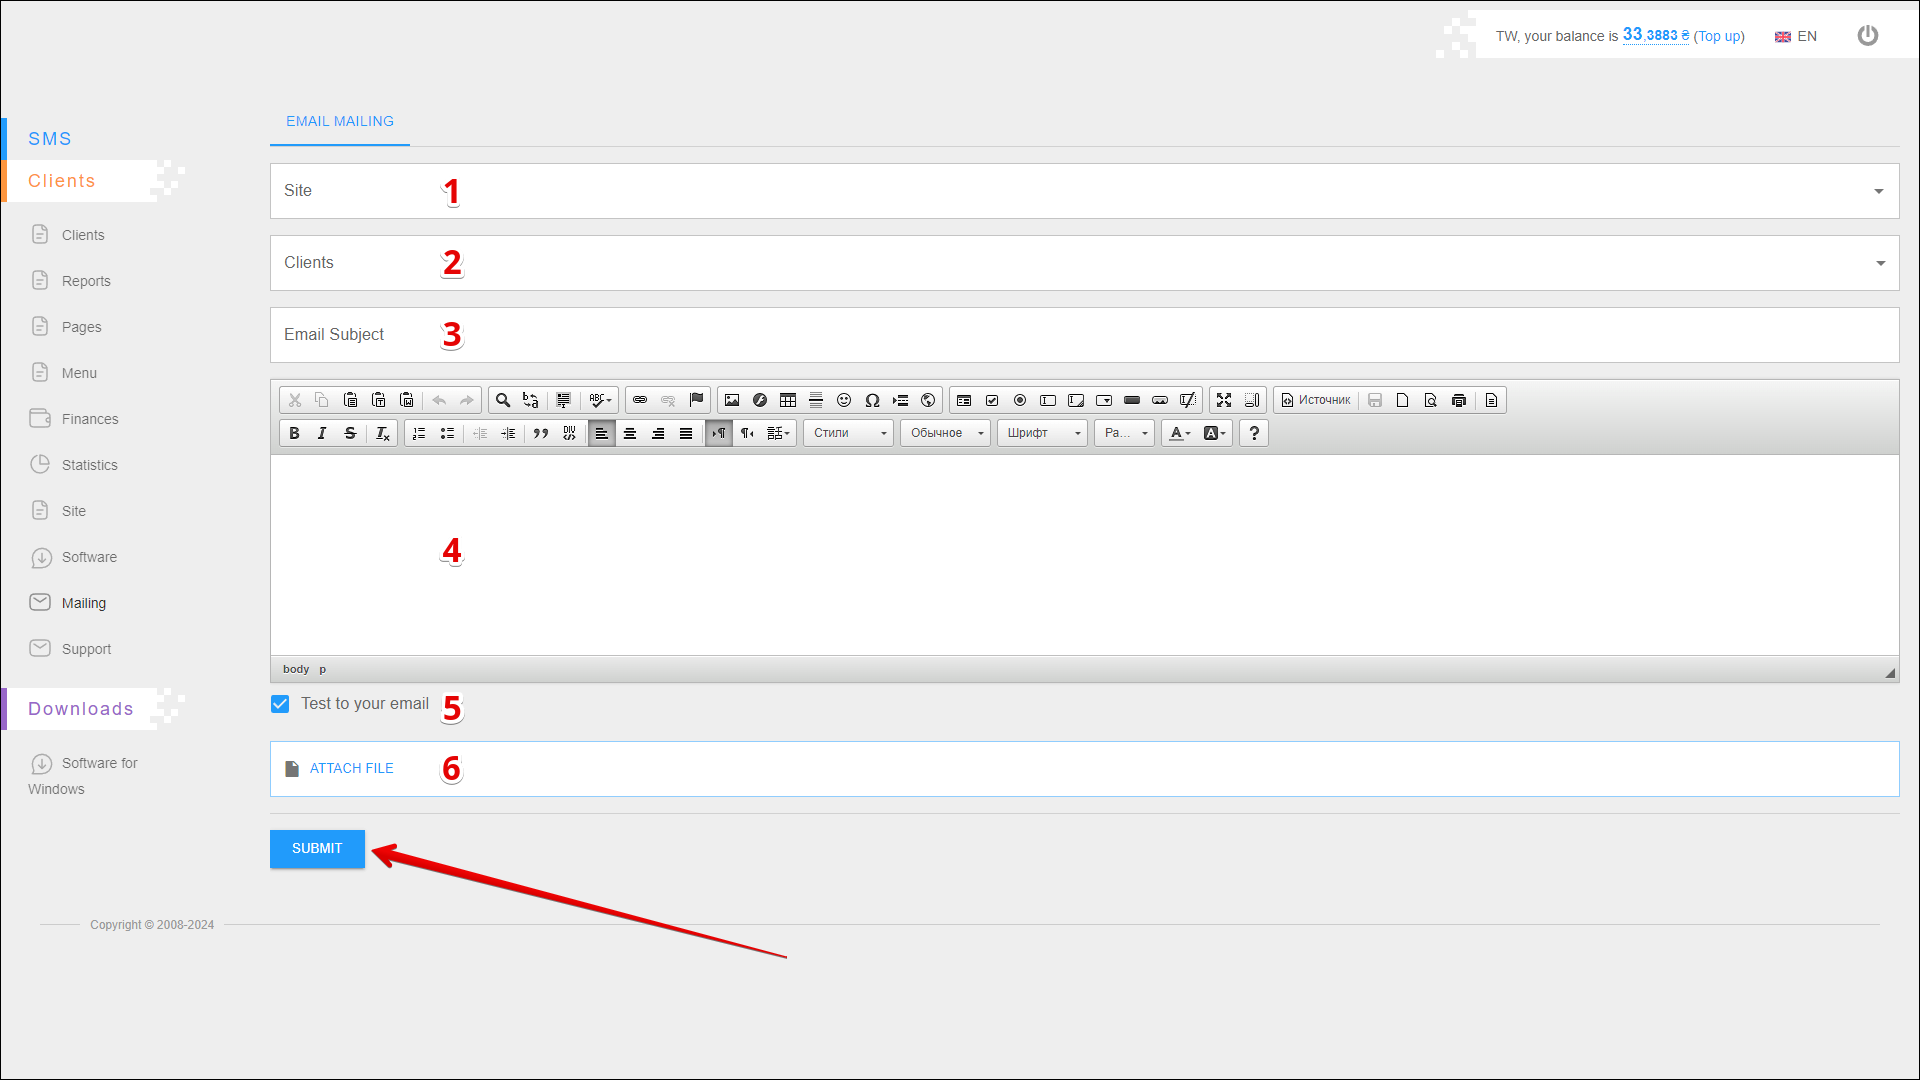 TW, your balance is 33,3883 ₴ (Top up) EN
SMS
Clients
Clients
Reports
Pages
Menu
Finances
Statistics
Site
Software
Mailing
Support
Downloads
Software for
Windows
EMAIL MAILING
Site 1
Clients 2
Email Subject 3
Источник
Стили Обычное Шрифт Ра... A A ?
4
body p
Test to your email 5
ATTACH FILE 6
SUBMIT
Copyright © 2008-2024